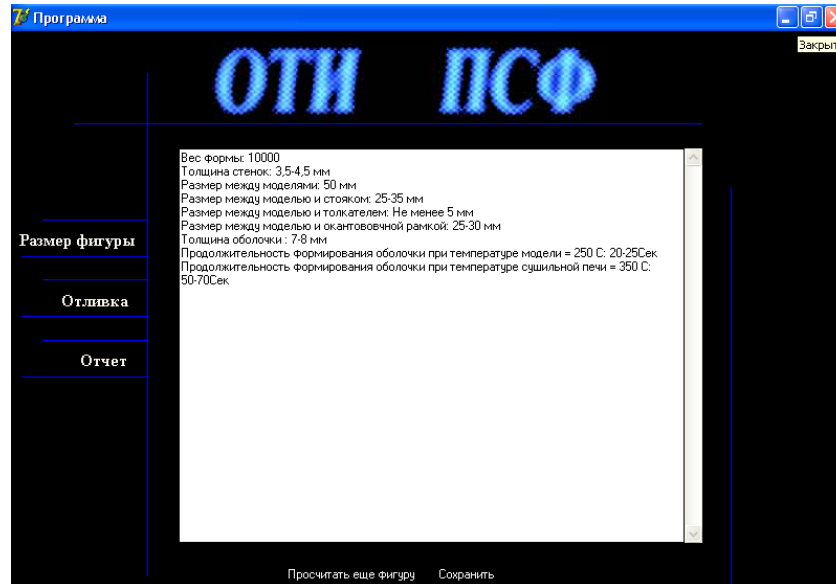 Программа
Закрыт
ОТИ ПСФ
Вес формы: 10000
Толщина стенок: 3,5-4,5 мм
Размер между моделями: 50 мм
Размер между моделью и стояком: 25-35 мм
Размер между моделью и толкателем: Не менее 5 мм
Размер между моделью и окантововчной рамкой: 25-30 мм
Толщина оболочки : 7-8 мм
Продолжительность формирования оболочки при температуре модели = 250 С: 20-25Сек
Продолжительность формирования оболочки при температуре сушильной печи = 350 С:
50-70Сек
Размер фигуры
Отливка
Отчет
Просчитать еще фигуру Сохранить